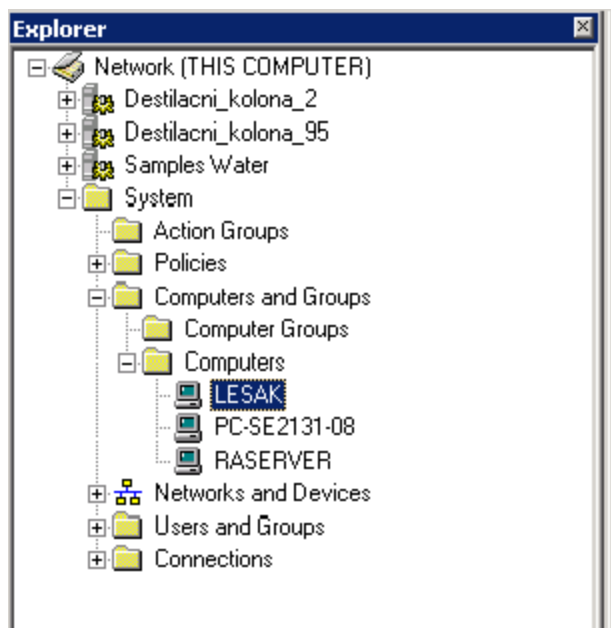 Explorer
Network (THIS COMPUTER)
Destilacni_kolona_2
Destilacni_kolona_95
Samples Water
System
Action Groups
Policies
Computers and Groups
Computer Groups
Computers
LESAK
PC-SE2131-08
RASERVER
Networks and Devices
Users and Groups
Connections